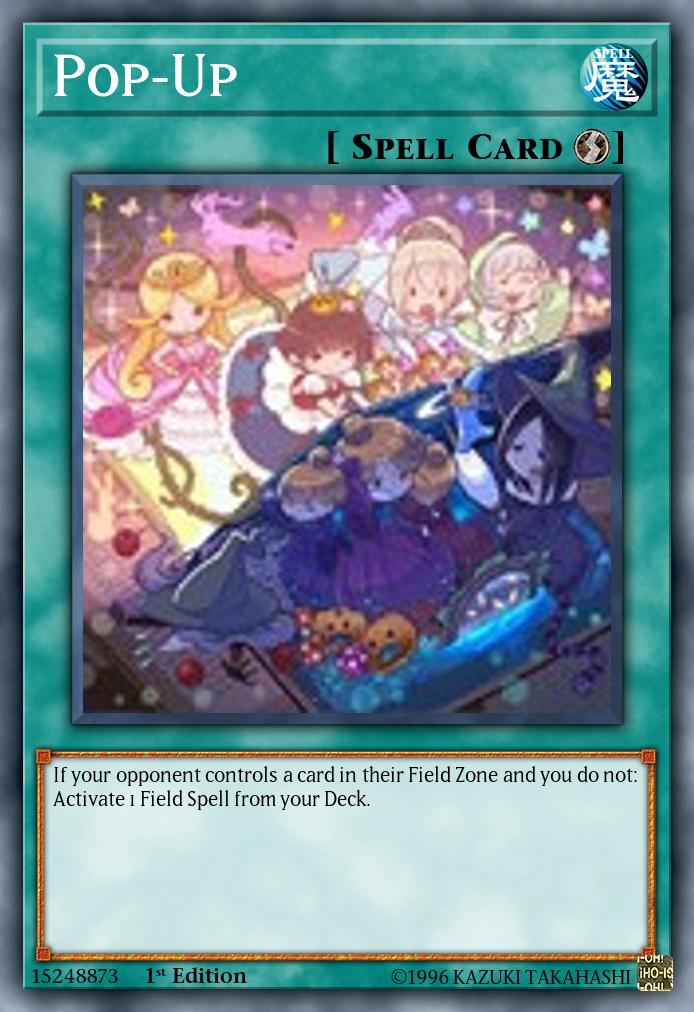 Pop-Up
SPELL
魔
[ Spell Card ]
If your opponent controls a card in their Field Zone and you do not:
Activate 1 Field Spell from your Deck.
15248873 1st Edition ©1996 KAZUKI TAKAHASHI